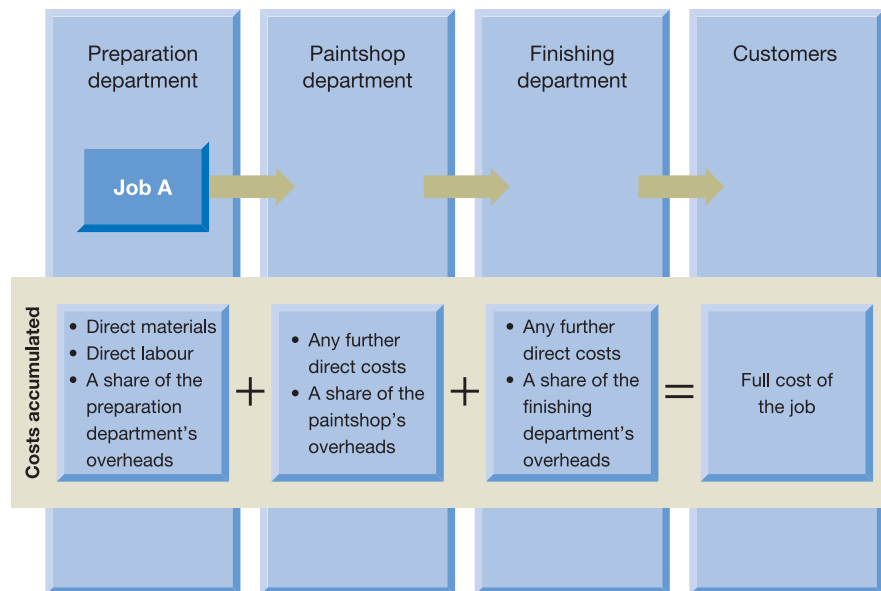 Preparation
department
Paintshop
department
Finishing
department
Customers
Job A
Costs accumulated
• Direct materials
• Direct labour
• A share of the
preparation
department’s
overheads
+
• Any further
direct costs
• A share of the
paintshop’s
overheads
+
• Any further
direct costs
• A share of the
finishing
department’s
overheads
=
Full cost of
the job